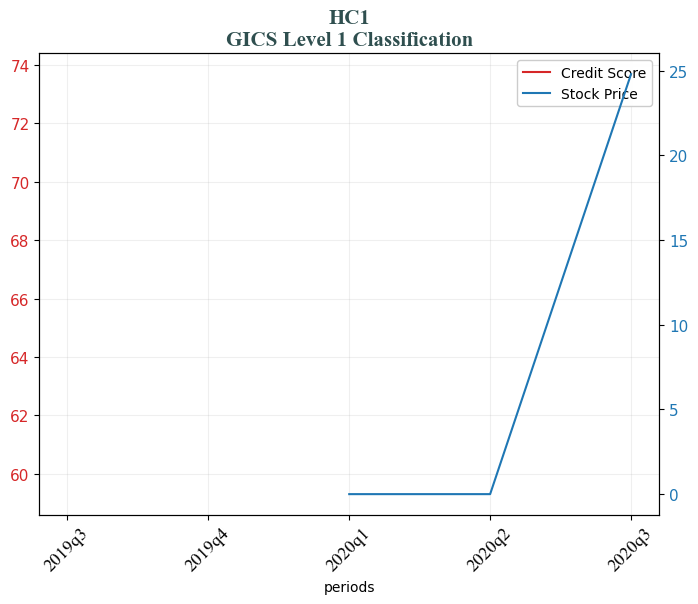 HC1
GICS Level 1 Classification
Credit Score
Stock Price
74
72
70
68
66
64
62
60
25
20
15
10
5
0
2019q3
2019q4
2020q1
2020q2
2020q3
periods